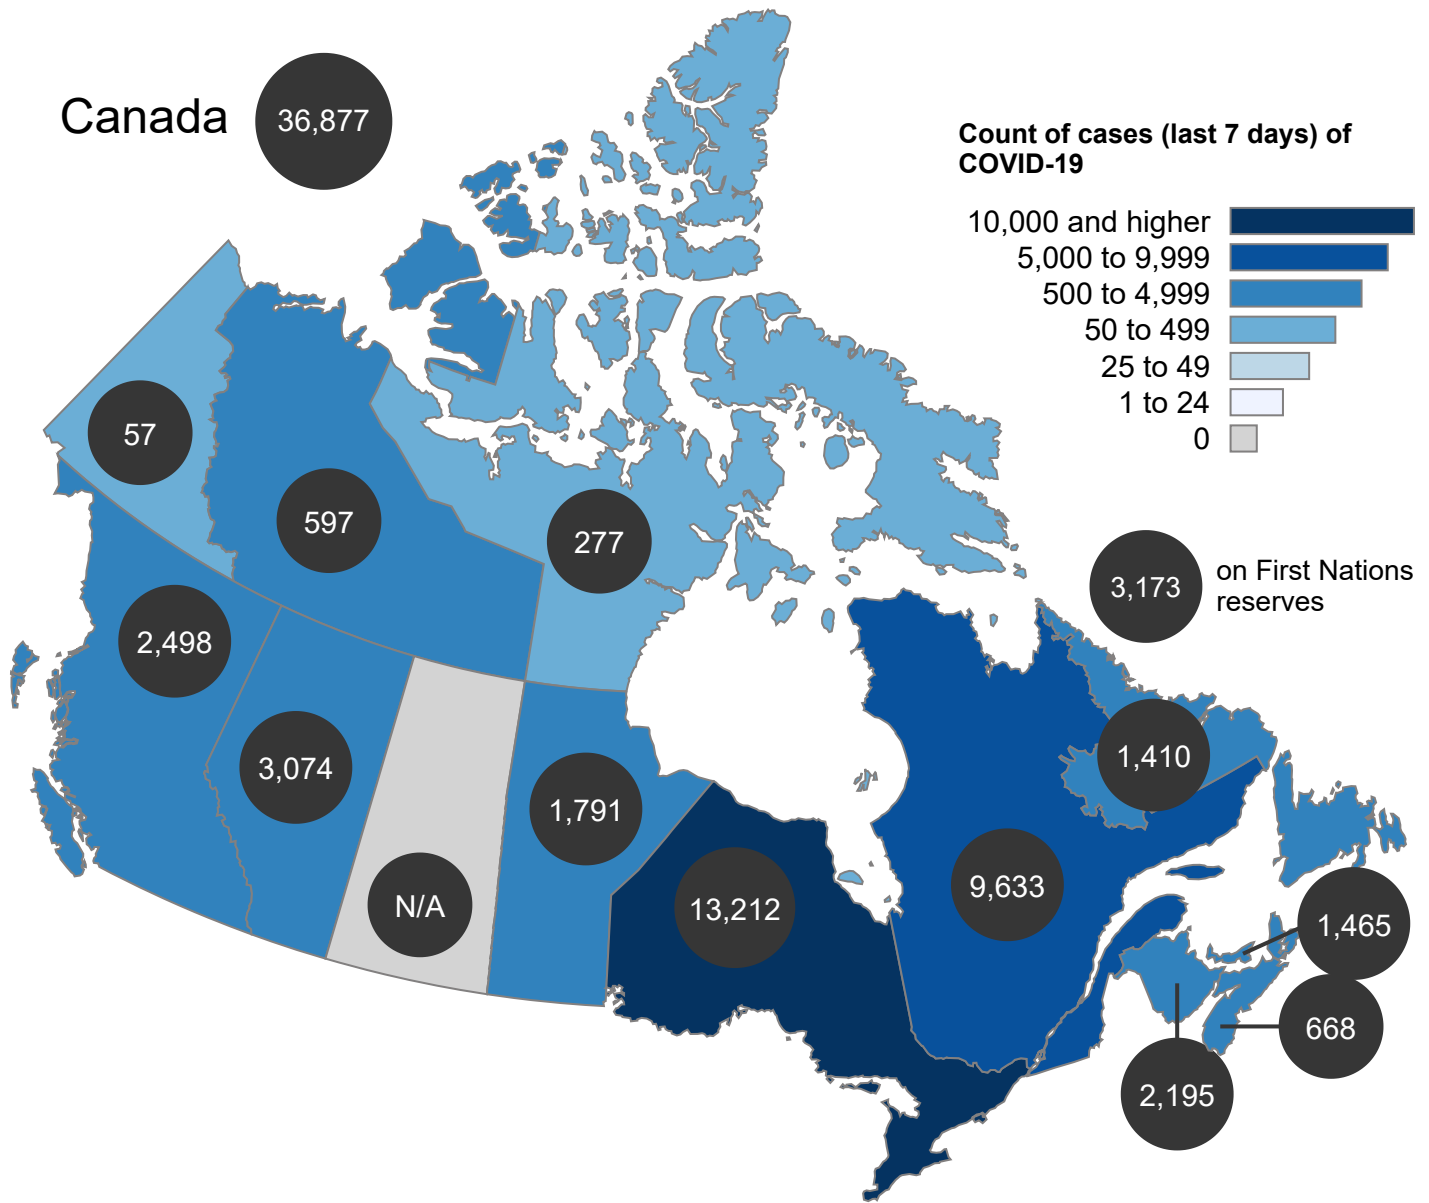 Canada
36,877
Count of cases (last 7 days) of
COVID-19
10,000 and higher
5,000 to 9,999
500 to 4,999
50 to 499
25 to 49
1 to 24
0
57
597
277
3,173
on First Nations
reserves
2,498
3,074
N/A
1,791
13,212
9,633
1,410
1,465
668
2,195